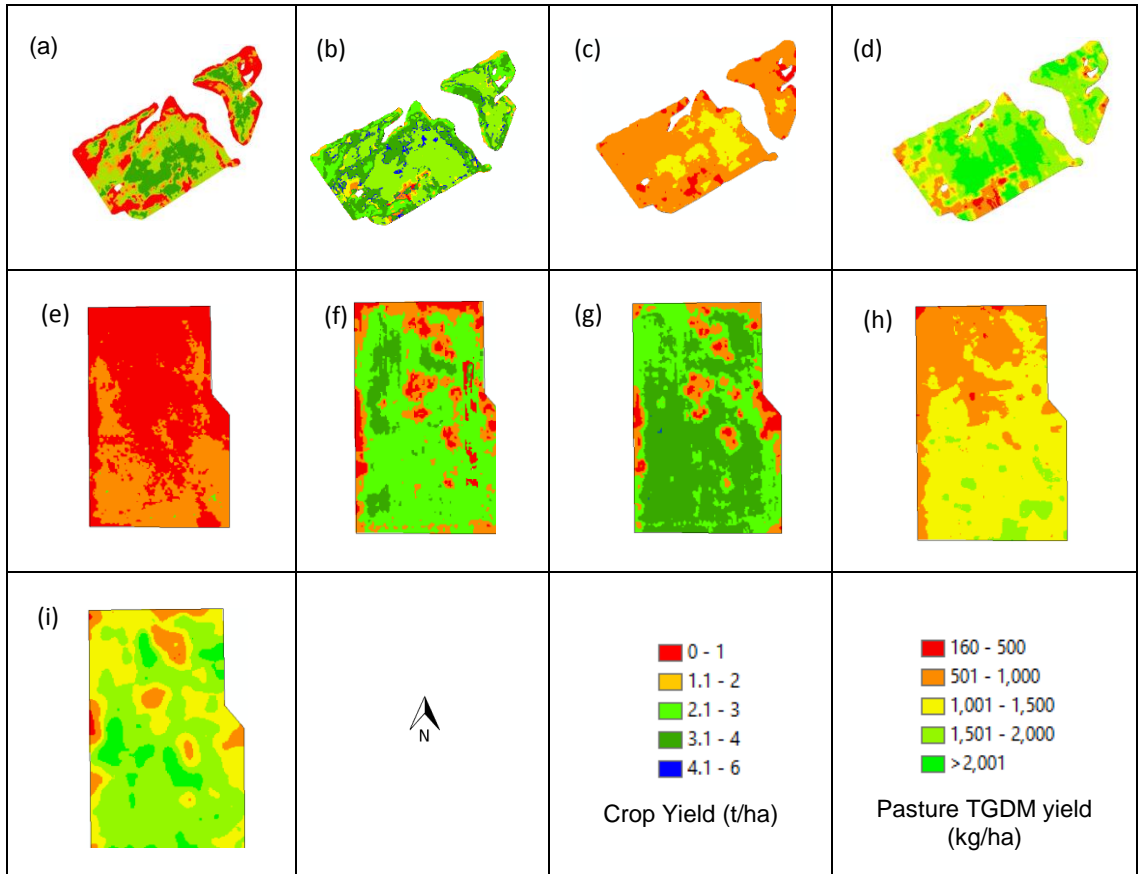 (a)
(b)
(c)
(d)
(e)
(f)
(g)
(h)
(i)
N
0 - 1
1.1 - 2
2.1 - 3
3.1 - 4
4.1 - 6
Crop Yield (t/ha)
160 - 500
501 - 1,000
1,001 - 1,500
1,501 - 2,000
>2,001
Pasture TGDM yield
(kg/ha)